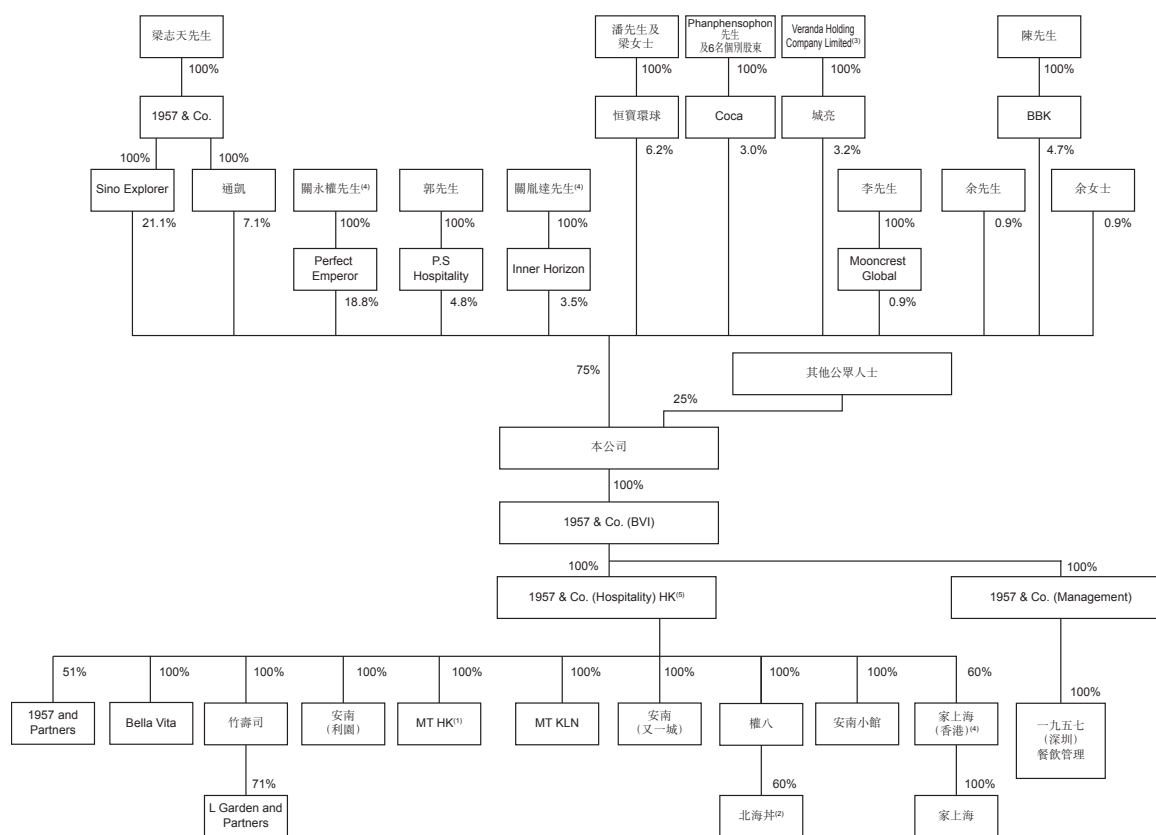 梁志天先生
潘先生及
梁女士
Phanphensophon
先生
及6名個別股東
Veranda Holding
Company Limited(3)
陳先生
100%
100%
100%
100%
100%
1957 & Co.
恒寶環球
Coca
城亮
BBK
100%
100%
6.2%
3.0%
3.2%
4.7%
Sino Explorer
通凱
關永權先生(4)
郭先生
關胤達先生(4)
李先生
余先生
余女士
21.1%
7.1%
100%
100%
100%
100%
0.9%
0.9%
Perfect
Emperor
P.S
Hospitality
Inner Horizon
Mooncrest
Global
18.8%
4.8%
3.5%
0.9%
75%
其他公眾人士
25%
本公司
100%
1957 & Co. (BVI)
100%
100%
1957 & Co. (Hospitality) HK(5)
1957 & Co. (Management)
51%
100%
100%
100%
100%
100%
100%
100%
100%
60%
100%
1957 and
Partners
Bella Vita
竹壽司
安南
(利園)
MT HK(1)
MT KLN
安南
(又一城)
權八
安南小館
家上海
(香港)(4)
一九五七
(深圳)
餐飲管理
71%
60%
100%
L Garden and
Partners
北海丼(2)
家上海